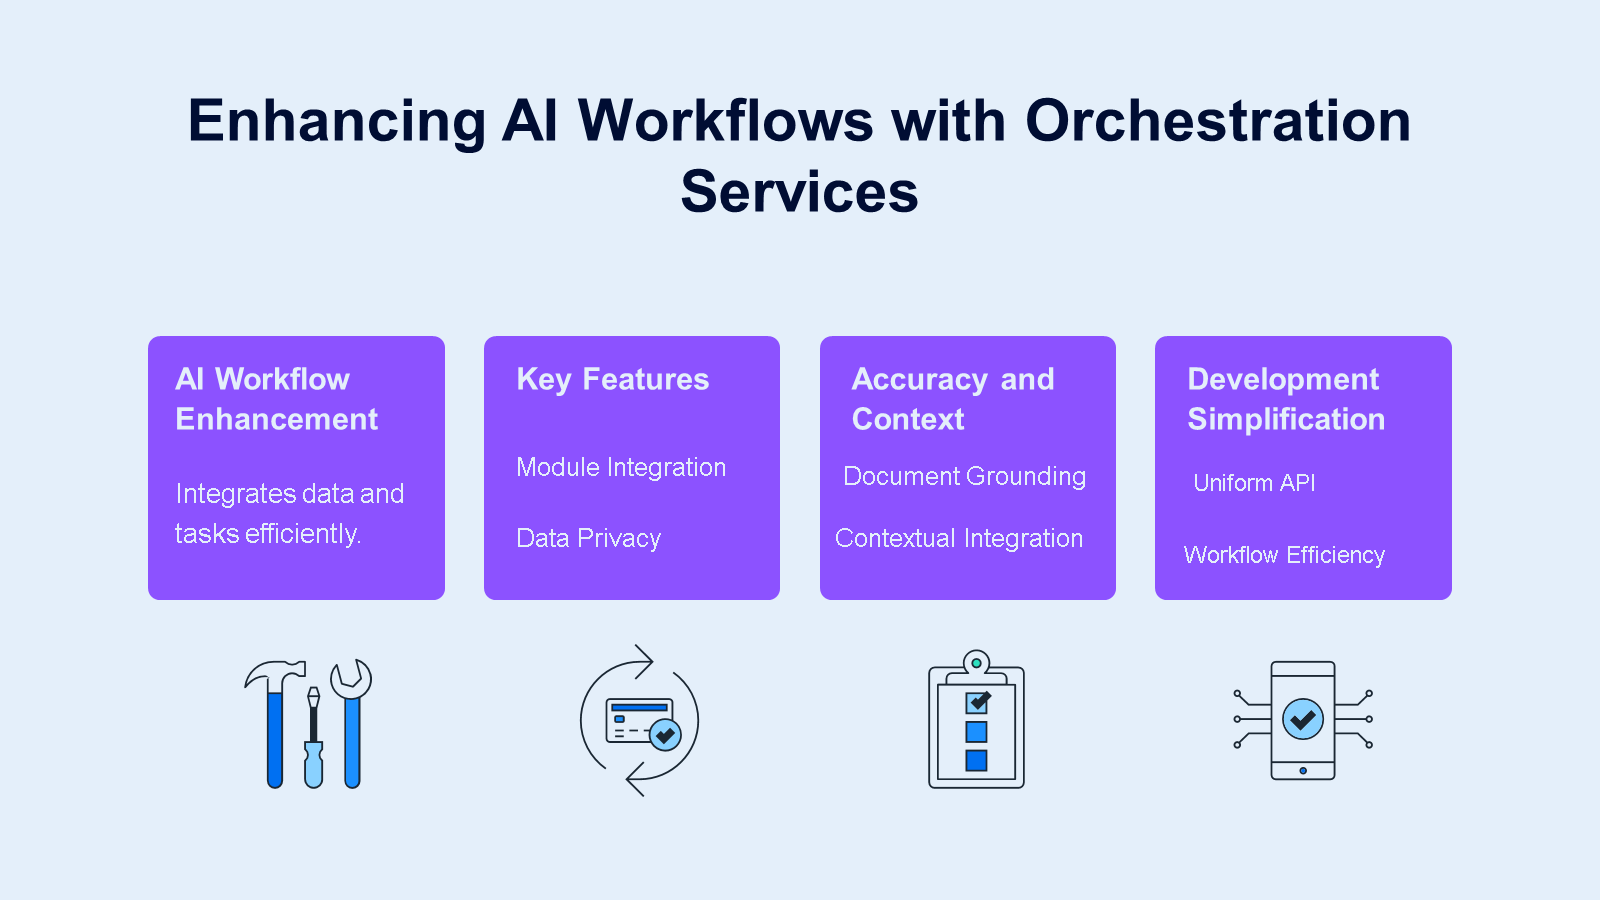 Enhancing AI Workflows with Orchestration
Services
AI Workflow
Enhancement
Integrates data and
tasks efficiently.
Key Features
Module Integration
Data Privacy
Accuracy and
Context
Document Grounding
Contextual Integration
Development
Simplification
Uniform API
Workflow Efficiency